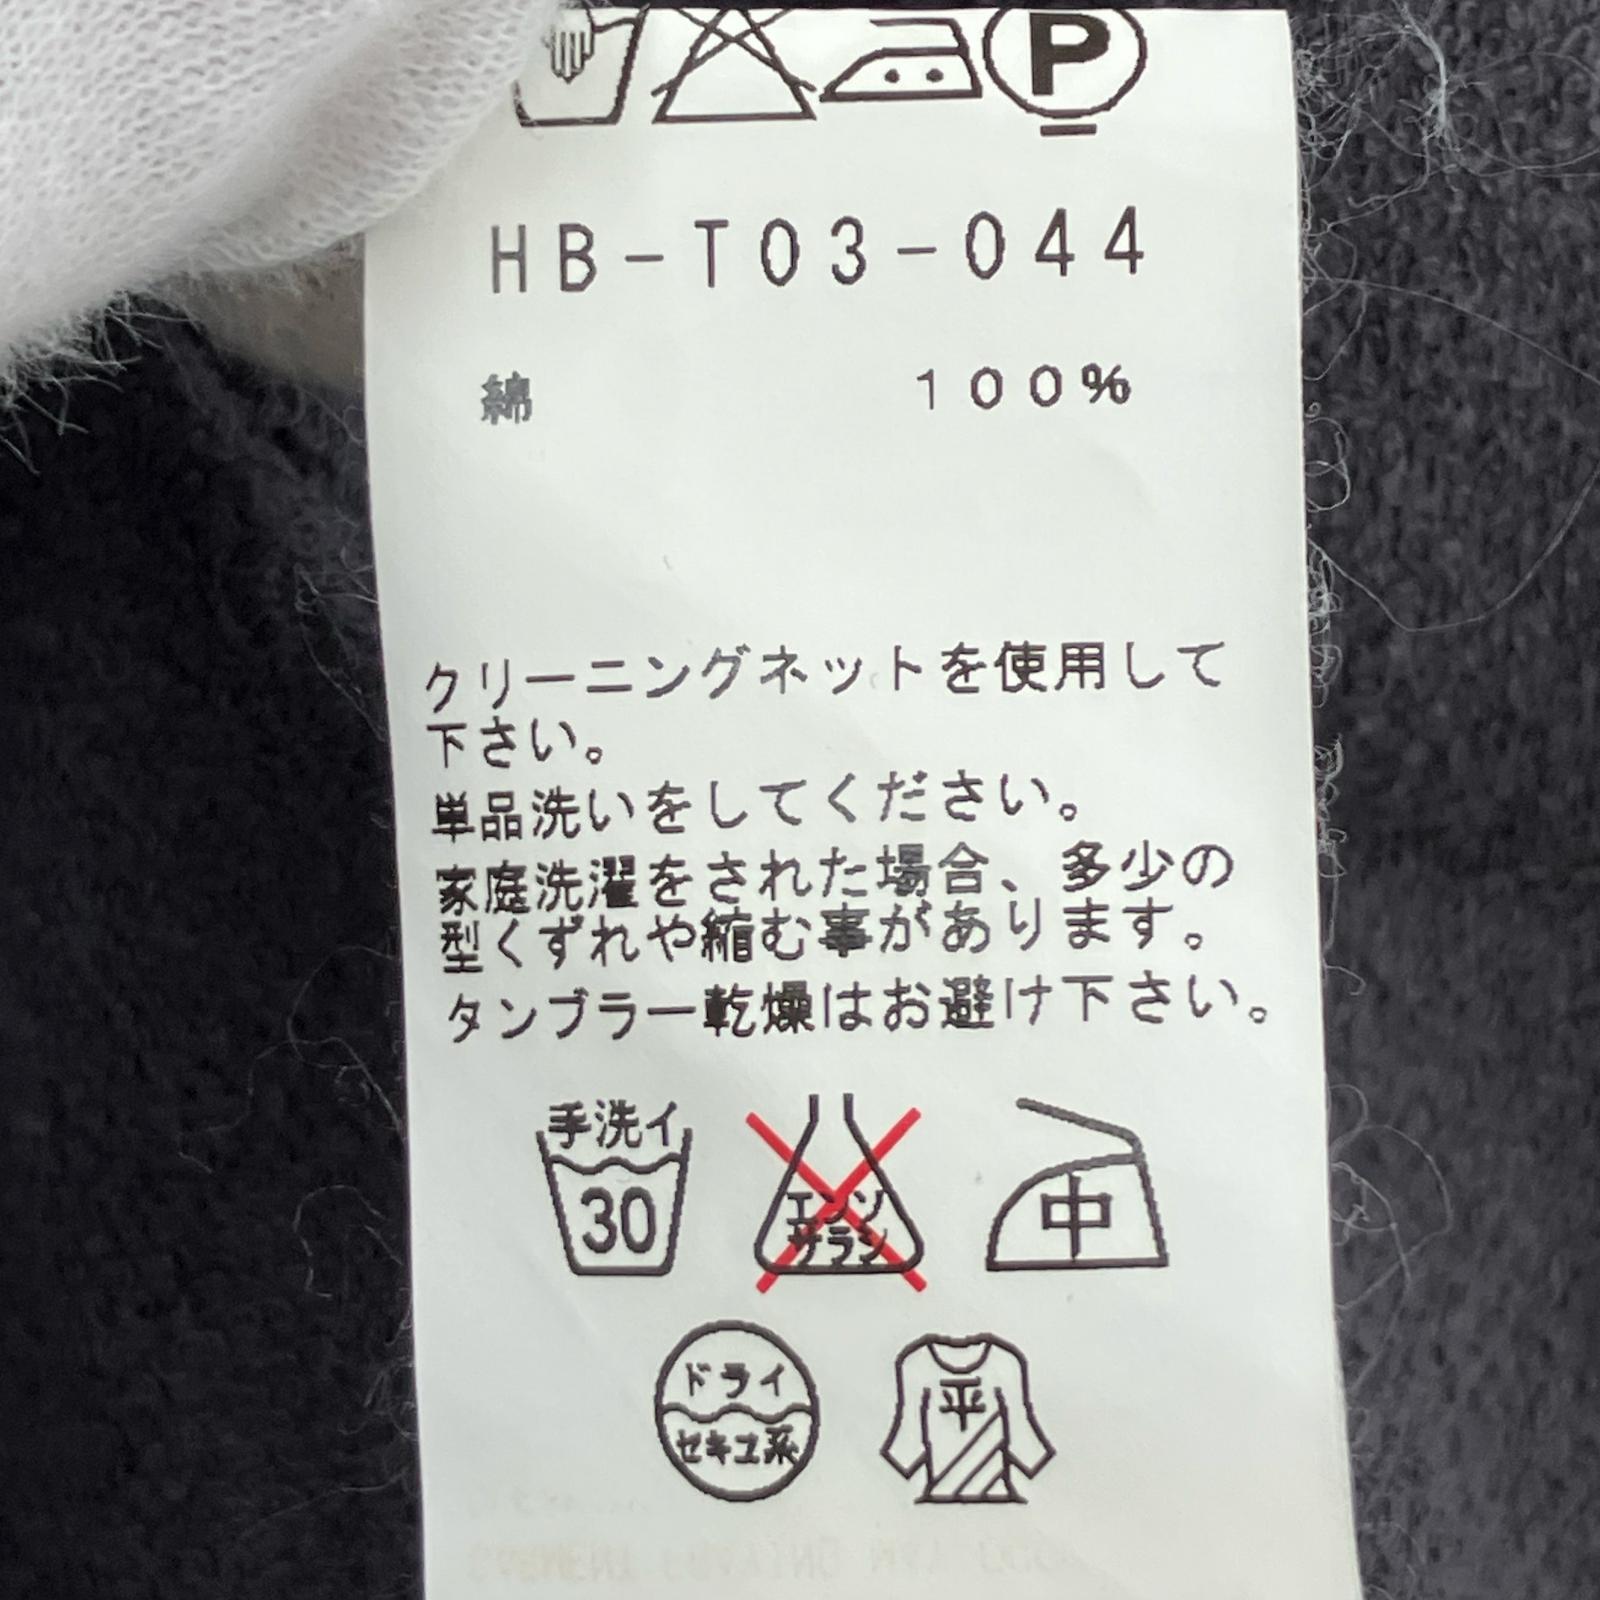 P
HB-T03-044
綿 100%
クリーニングネットを使用して
下さい。
単品洗いをしてください。
家庭洗濯をされた場合、多少の
型くずれや縮む事があります。
タンブラー乾燥はお避け下さい。
手洗イ
30
エンソ
サラシ
中
ドライ
セキユ系
平